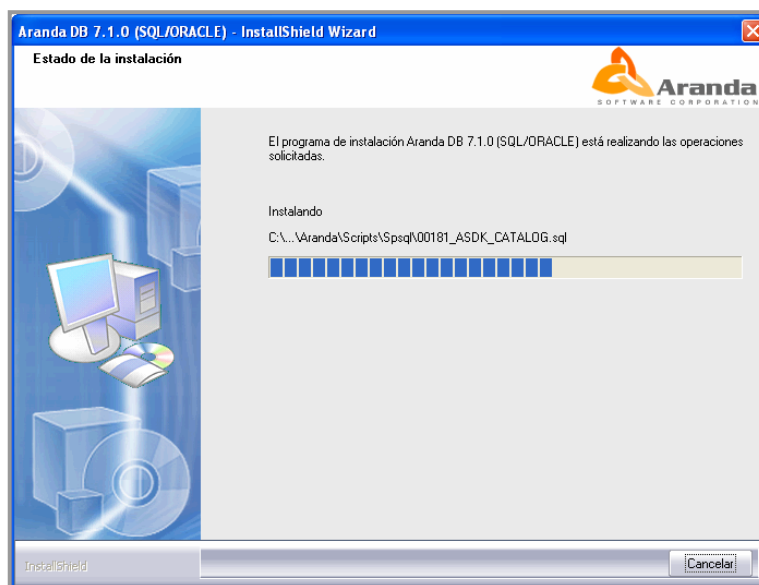 Aranda DB 7.1.0 (SQL/ORACLE) - InstallShield Wizard
Estado de la instalación
Aranda
SOFTWARE CORPORATION
El programa de instalación Aranda DB 7.1.0 (SQL/ORACLE) está realizando las operaciones
solicitadas.
Instalando
C:\...\Aranda\Scripts\Spsql\00181_ASDK_CATALOG.sql
InstallShield
Cancelar